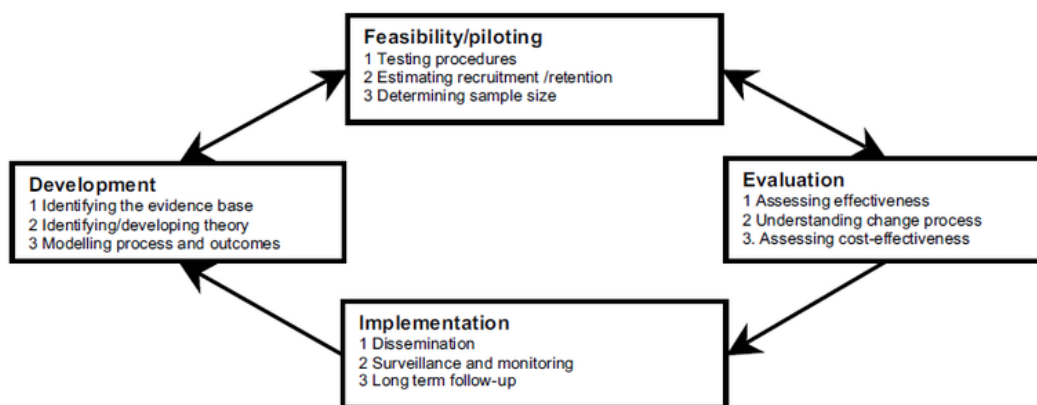 Feasibility/piloting
1 Testing procedures
2 Estimating recruitment /retention
3 Determining sample size
Development
1 Identifying the evidence base
2 Identifying/developing theory
3 Modelling process and outcomes
Evaluation
1 Assessing effectiveness
2 Understanding change process
3. Assessing cost-effectiveness
Implementation
1 Dissemination
2 Surveillance and monitoring
3 Long term follow-up